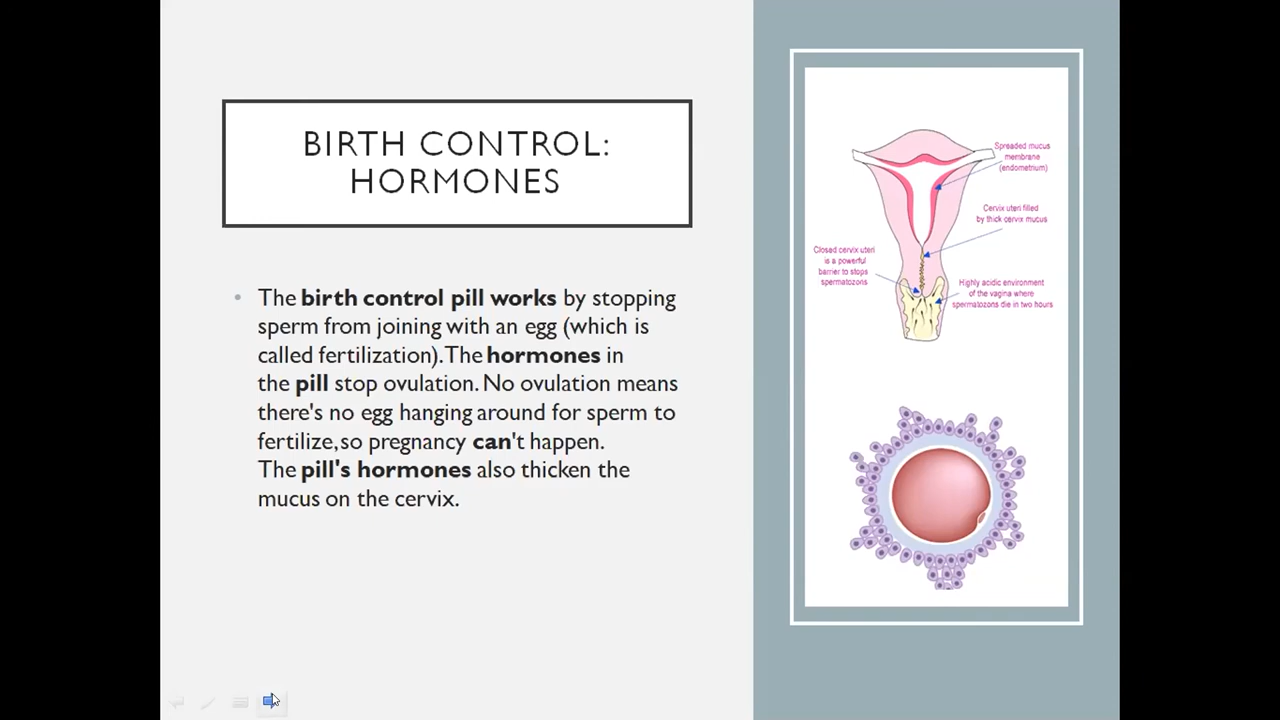 BIRTH CONTROL:
HORMONES
• The birth control pill works by stopping
sperm from joining with an egg (which is
called fertilization). The hormones in
the pill stop ovulation. No ovulation means
there's no egg hanging around for sperm to
fertilize, so pregnancy can't happen.
The pill's hormones also thicken the
mucus on the cervix.
Spreaded mucus
membrane
(endometrium)
Cervix uteri filled
by thick cervix mucus
Closed cervix uteri
is a powerful
barrier to stops
spermatozons
Highly acidic environment
of the vagina where
spermatozons die in two hours